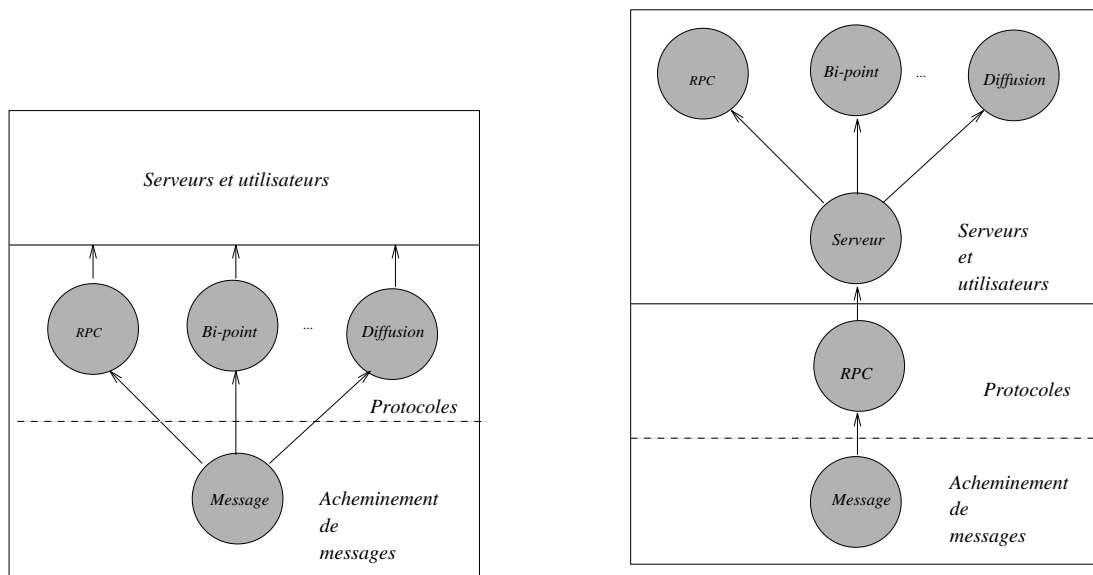 Serveurs et utilisateurs
RPC
Bi-point
...
Diffusion
Protocoles
Message
Acheminement
de
messages
RPC
Bi-point
...
Diffusion
Serveur
Serveurs
et
utilisateurs
RPC
Protocoles
Message
Acheminement
de
messages